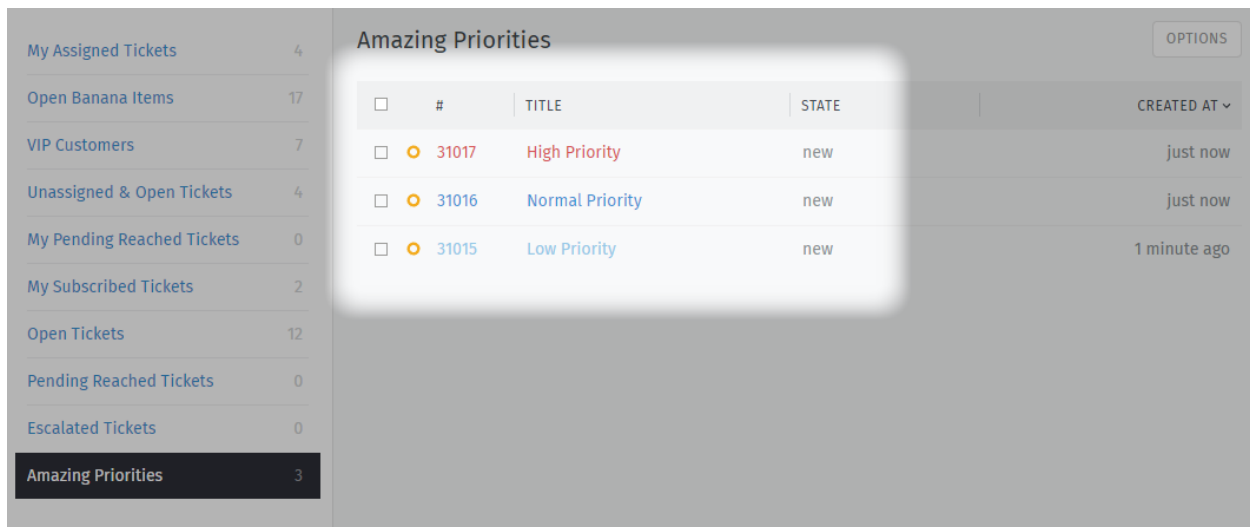 My Assigned Tickets 4
Open Banana Items 17
VIP Customers 7
Unassigned & Open Tickets 4
My Pending Reached Tickets 0
My Subscribed Tickets 2
Open Tickets 12
Pending Reached Tickets 0
Escalated Tickets 0
Amazing Priorities 3
Amazing Priorities OPTIONS
# TITLE STATE CREATED AT
31017 High Priority new just now
31016 Normal Priority new just now
31015 Low Priority new 1 minute ago